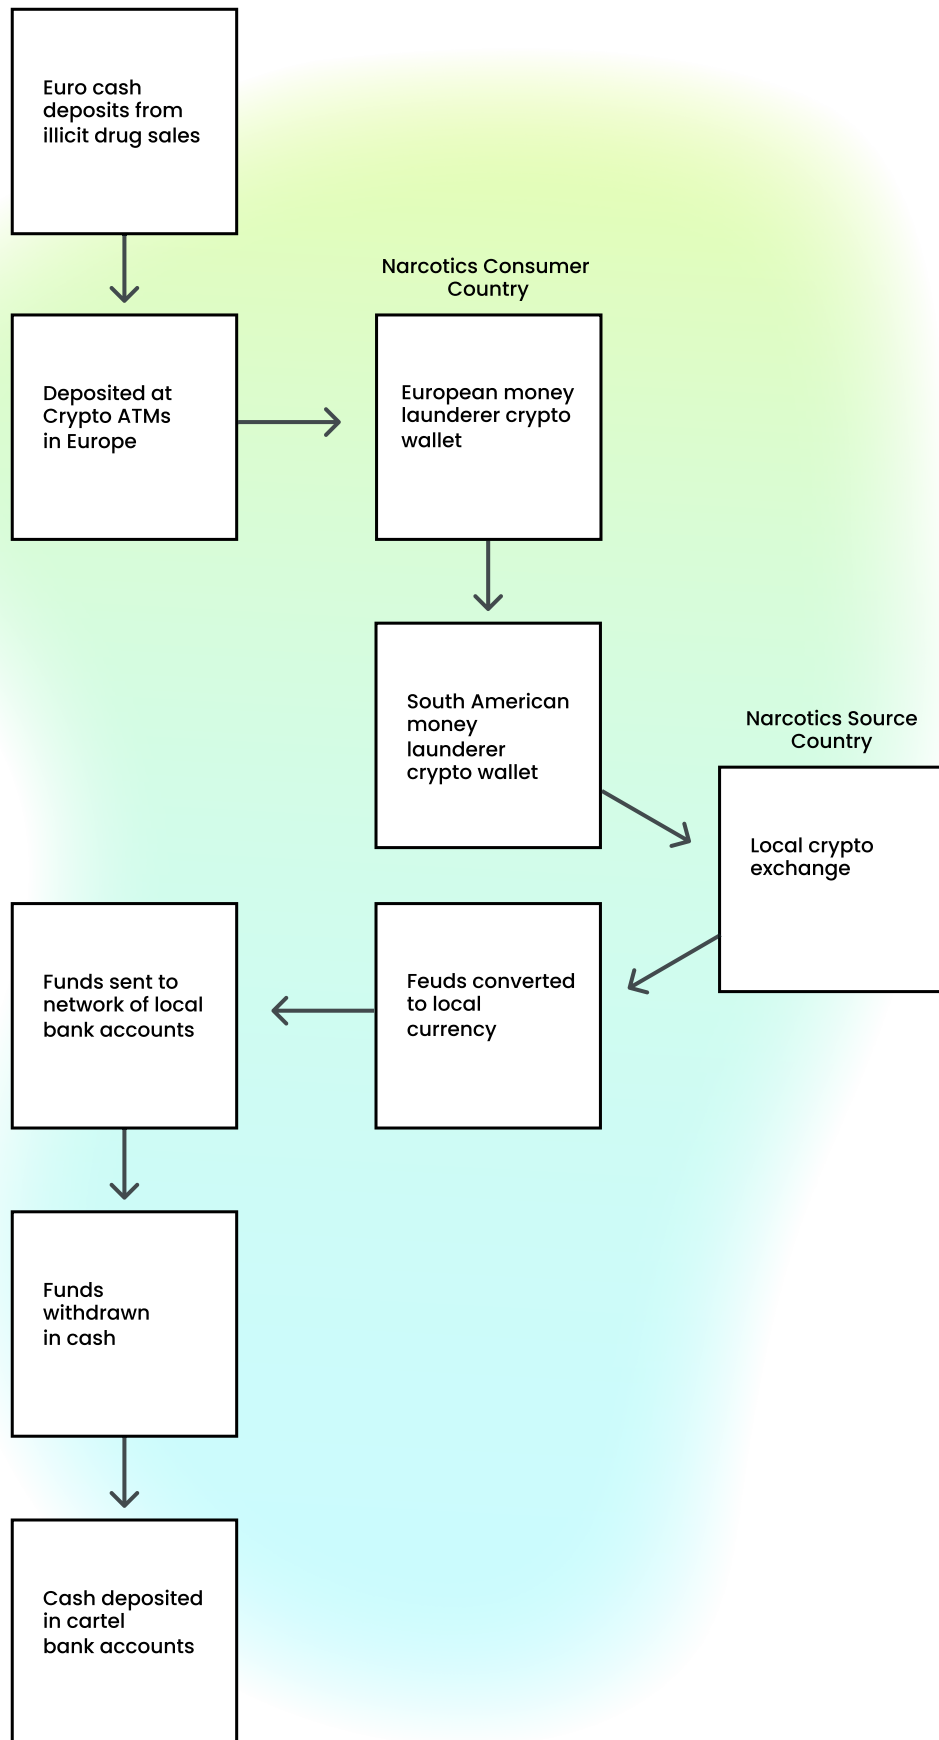 Euro cash
deposits from
illicit drug sales
Deposited at
Crypto ATMs
in Europe
Narcotics Consumer
Country
European money
launderer crypto
wallet
South American
money
launderer
crypto wallet
Narcotics Source
Country
Local crypto
exchange
Feuds converted
to local
currency
Funds sent to
network of local
bank accounts
Funds
withdrawn
in cash
Cash deposited
in cartel
bank accounts